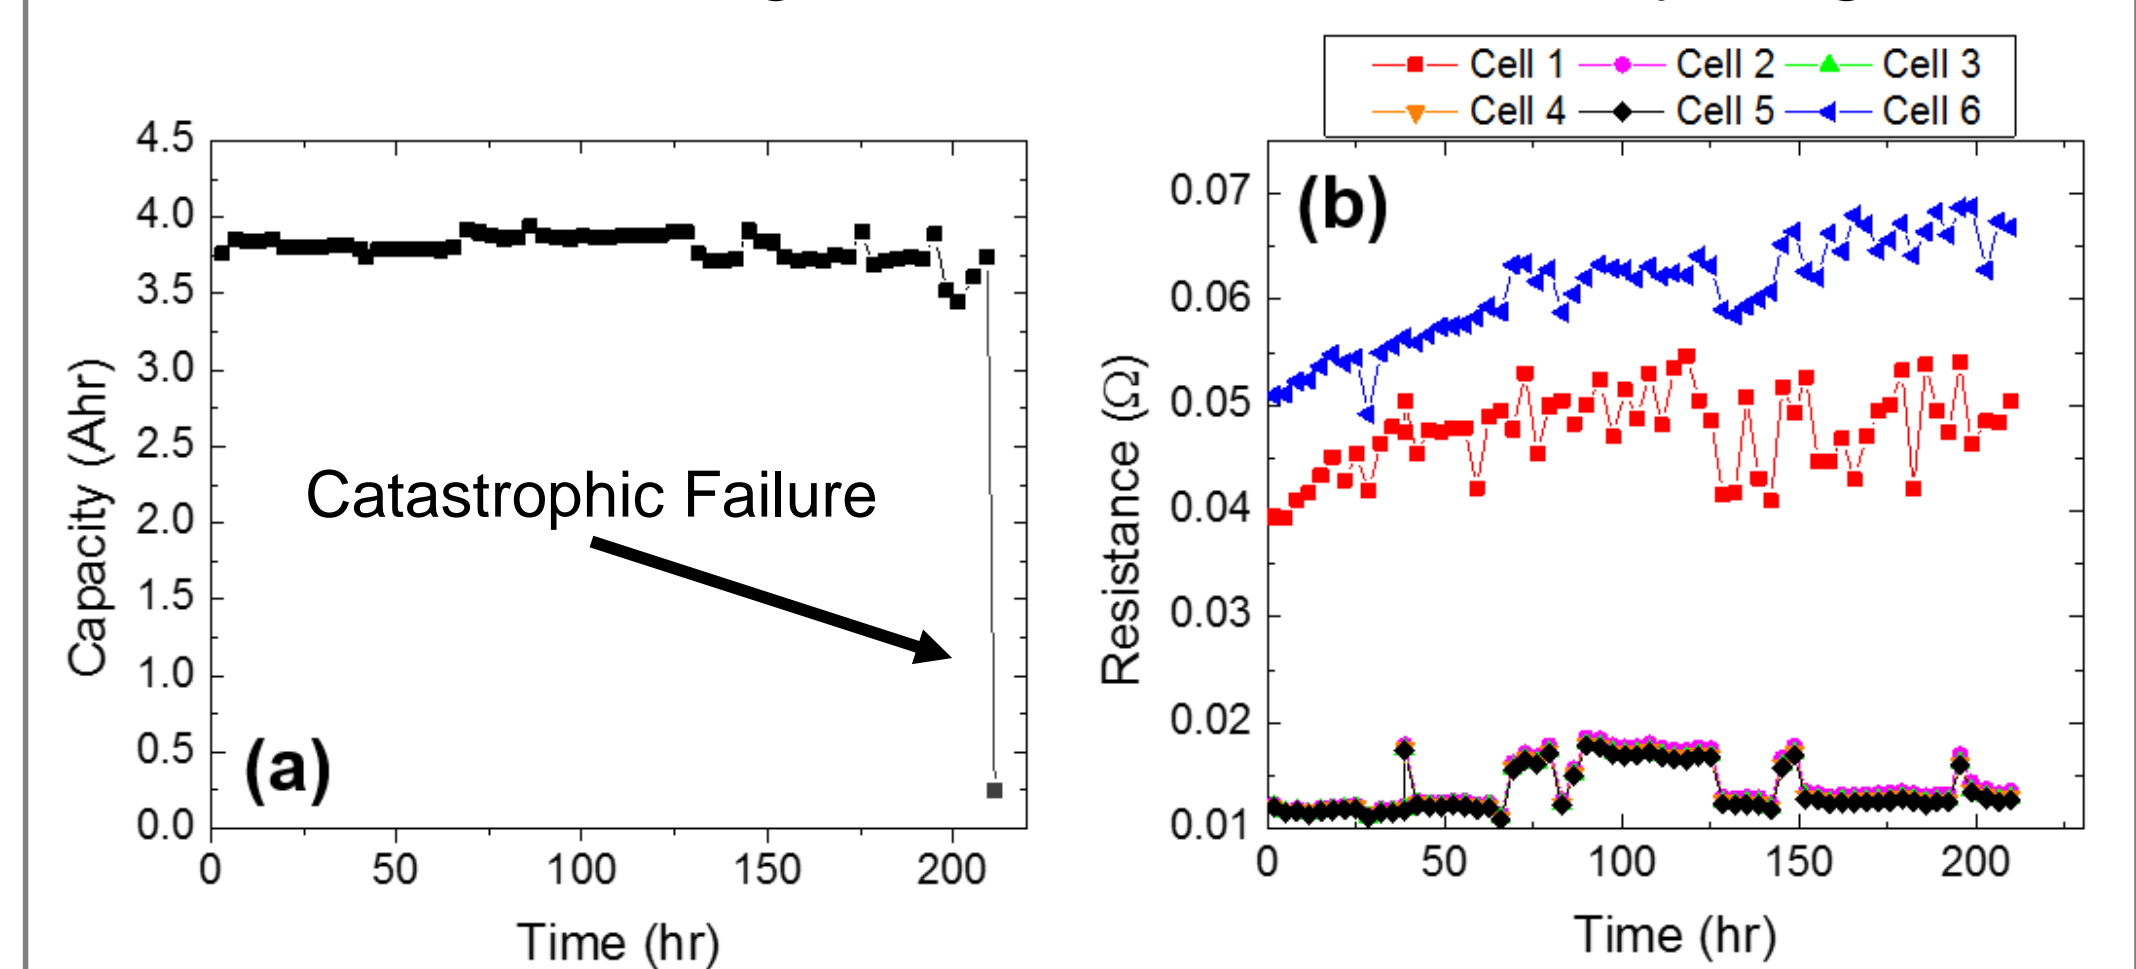 Cell 1 Cell 2 Cell 3
Cell 4 Cell 5 Cell 6
4.5
4.0
3.5
3.0
2.5
2.0
1.5
1.0
0.5
0.0
Capacity (Ahr)
Catastrophic Failure
(a)
0 50 100 150 200
Time (hr)
0.07
0.06
0.05
0.04
0.03
0.02
0.01
Resistance (Ω)
(b)
0 50 100 150 200
Time (hr)